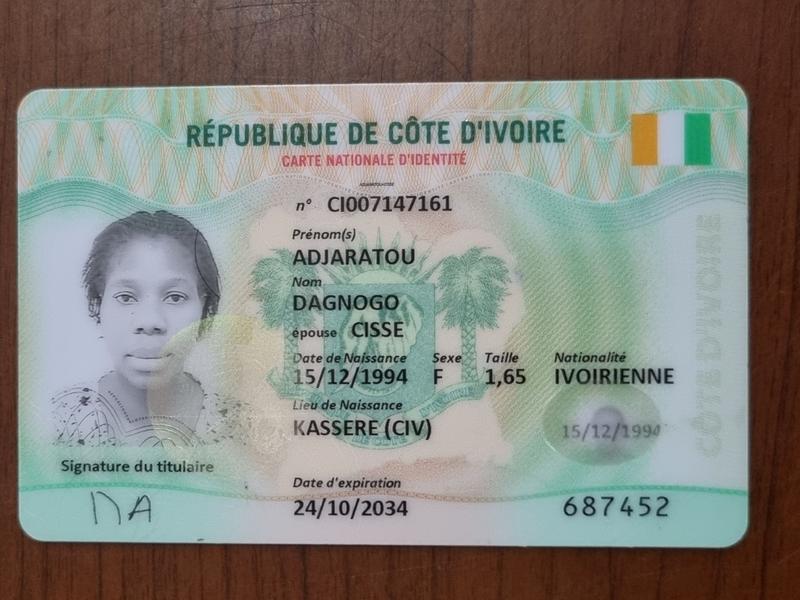 RÉPUBLIQUE DE CÔTE D'IVOIRE
CARTE NATIONALE D'IDENTITÉ
n° CI007147161
Prénom(s)
ADJARATOU
Nom
DAGNOGO
épouse CISSE
Date de Naissance Sexe Taille Nationalité
15/12/1994 F 1,65 IVOIRIENNE
Lieu de Naissance
KASSERE (CIV)
15/12/1994
Signature du titulaire
Date d'expiration
24/10/2034
687452
CÔTE D'IVOIRE